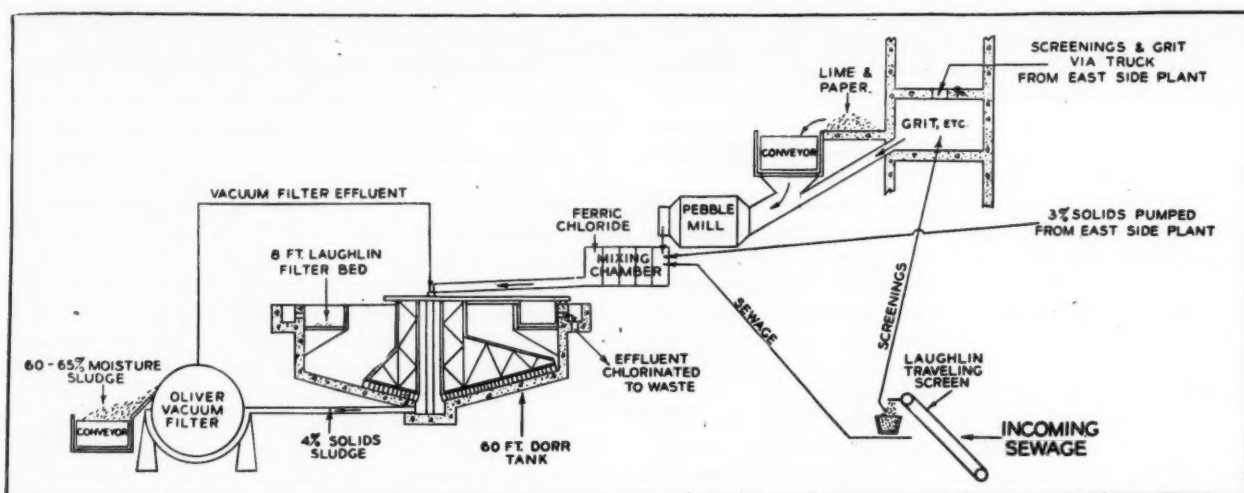 SCREENINGS & GRIT
VIA TRUCK
FROM EAST SIDE PLANT
LIME &
PAPER
GRIT, ETC.
CONVEYOR
VACUUM FILTER EFFLUENT
FERRIC
CHLORIDE
PEBBLE
MILL
3% SOLIDS PUMPED
FROM EAST SIDE PLANT
8 FT. LAUGHLIN
FILTER BED
MIXING
CHAMBER
SEWAGE
SCREENINGS
60-65% MOISTURE
SLUDGE
EFFLUENT
CHLORINATED
TO WASTE
LAUGHLIN
TRAVELING
SCREEN
OLIVER
VACUUM
FILTER
CONVEYOR
4% SOLIDS
SLUDGE
60 FT. DORR
TANK
INCOMING
SEWAGE